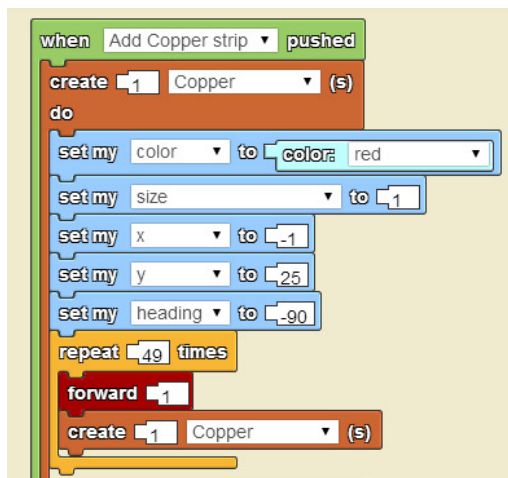 when Add Copper strip pushed
create 1 Copper (s)
do
set my color to color: red
set my size to 1
set my x to -1
set my y to 25
set my heading to -90
repeat 49 times
forward 1
create 1 Copper (s)